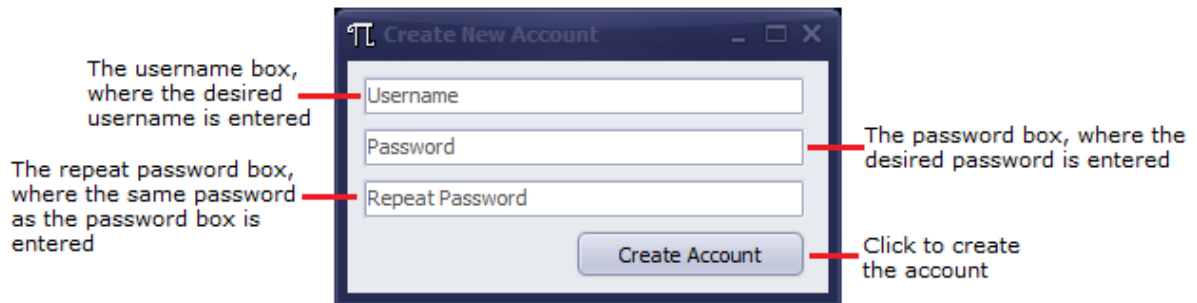 Create New Account
The username box,
where the desired
username is entered
Username
Password
The password box, where the
desired password is entered
The repeat password box,
where the same password
as the password box is
entered
Repeat Password
Create Account
Click to create
the account